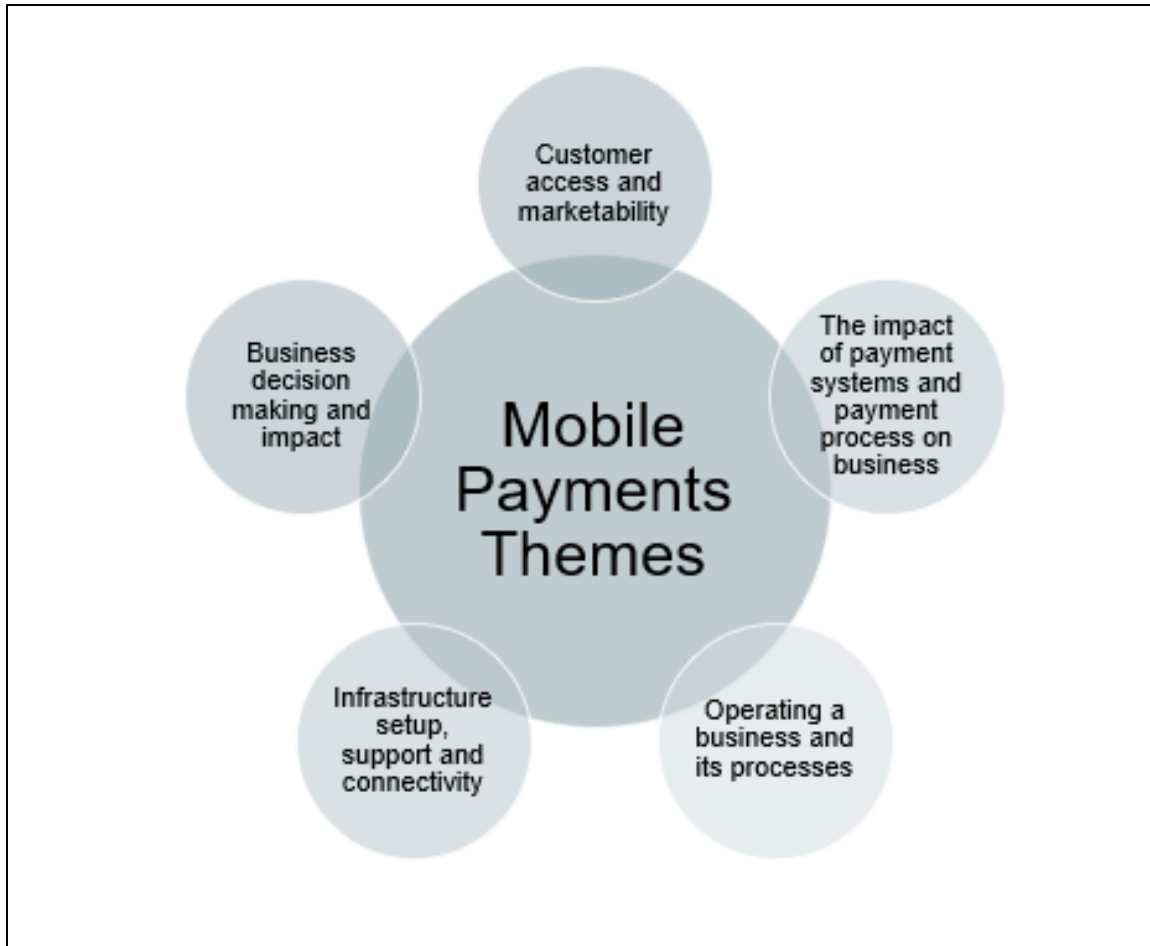 Customer
access and
marketability
The impact
of payment
systems and
payment
process on
business
Operating a
business and
its processes
Infrastructure
setup,
support and
connectivity
Business
decision
making and
impact
Mobile
Payments
Themes